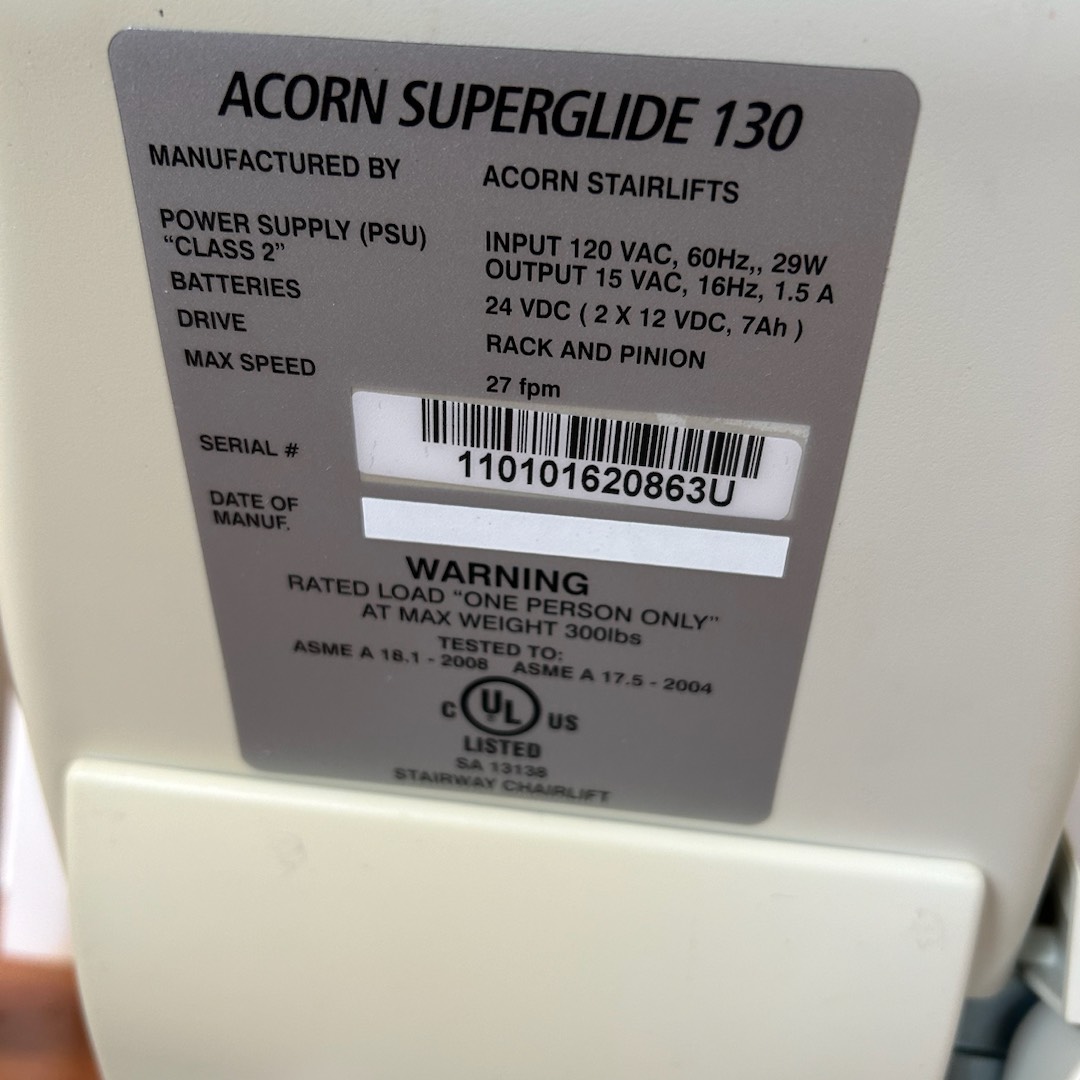 ACORN SUPERGLIDE 130
MANUFACTURED BY ACORN STAIRLIFTS
POWER SUPPLY (PSU) INPUT 120 VAC, 60Hz,, 29W
“CLASS 2” OUTPUT 15 VAC, 16Hz, 1.5 A
BATTERIES 24 VDC ( 2 X 12 VDC, 7Ah )
DRIVE RACK AND PINION
MAX SPEED 27 fpm
SERIAL # 110101620863U
DATE OF
MANUF.
WARNING
RATED LOAD “ONE PERSON ONLY”
AT MAX WEIGHT 300lbs
TESTED TO:
ASME A 18.1 - 2008 ASME A 17.5 - 2004
C UL US
LISTED
SA 13138
STAIRWAY CHAIRLIFT